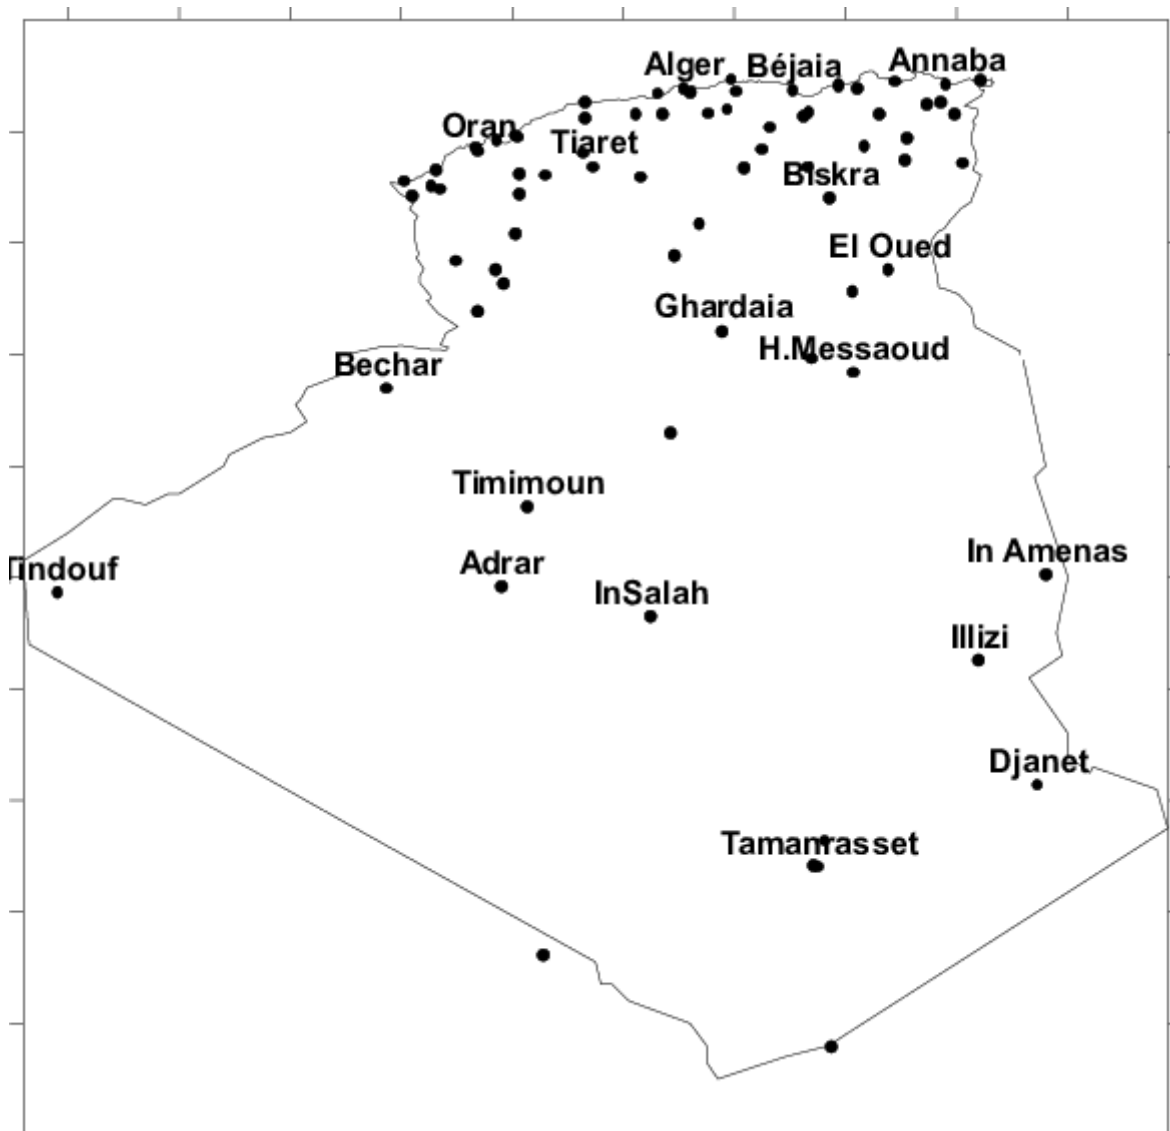 Alger
Béjaia
Annaba
Oran
Tiaret
Biskra
El Oued
Ghardaia
H.Messaoud
Bechar
Timimoun
Adrar
InSalah
Tindouf
In Amenas
Illizi
Djanet
Tamanrasset